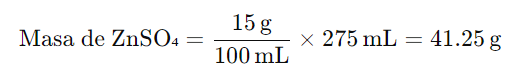 Masa de ZnSO₄ = 15 g / 100 mL × 275 mL = 41.25 g